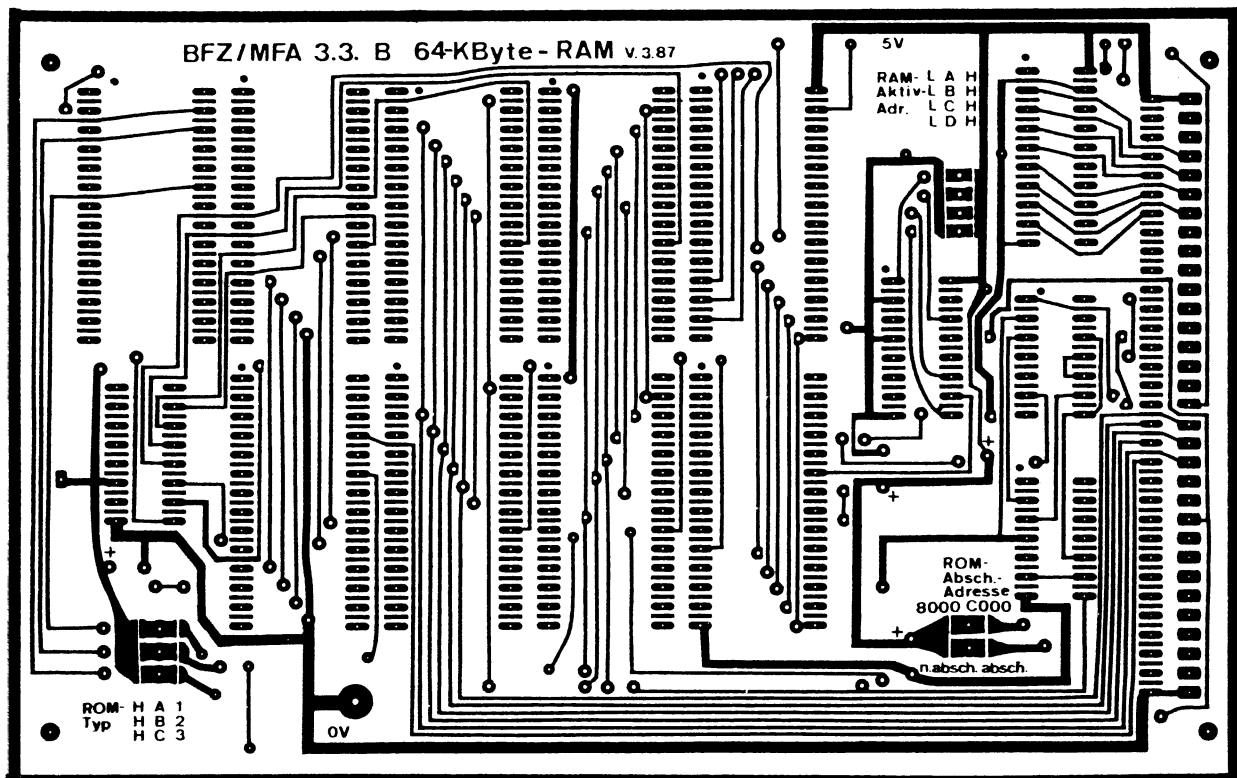 BFZ/MFA 3.3. B 64-KByte-RAM V.3.87
5V
RAM- L A H
Aktiv- L B H
Adr. L C H
L D H
+
+
+
ROM-
Absch.-
Adresse
8000 C000
+
n.absch. absch.
ROM- H A 1
Typ H B 2
H C 3
0V